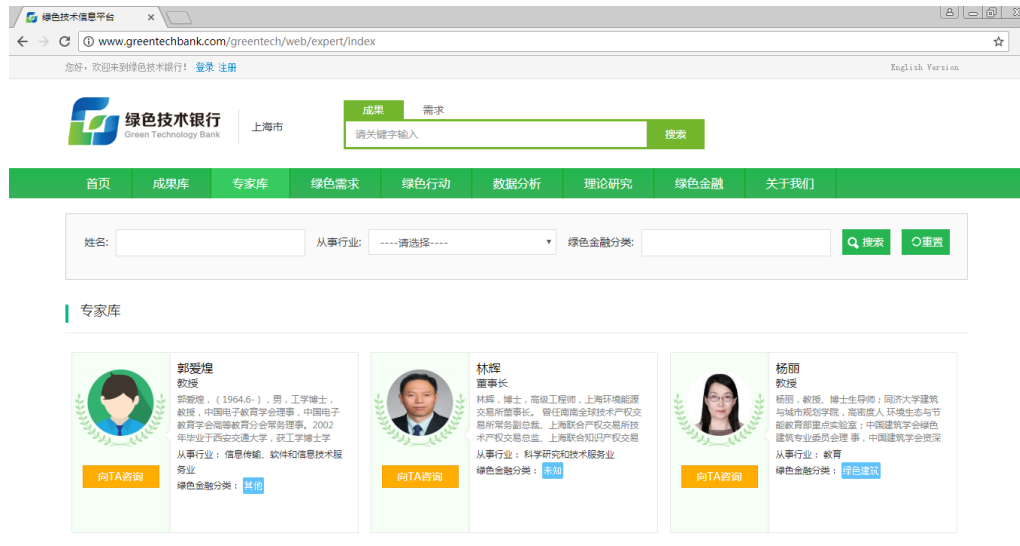 绿色技术信息平台
www.greentechbank.com/greentech/web/expert/index
您好，欢迎来到绿色技术银行！ 登录 注册
English Version
绿色技术银行
Green Technology Bank
上海市
成果 需求
请关键字输入 搜索
首页 成果库 专家库 绿色需求 绿色行动 数据分析 理论研究 绿色金融 关于我们
姓名: 从事行业: ----请选择---- 绿色金融分类: 搜索 重置
专家库
郭爱煌
教授
郭爱煌，（1964.6-），男，工学博士，
教授，中国电子教育学会理事，中国电子
教育学会高等教育分会常务理事。2002
年毕业于西安交通大学，获工学博士学
从事行业： 信息传输、软件和信息技术服
务业
绿色金融分类： 其他
向TA咨询
林辉
董事长
林辉，博士，高级工程师，上海环境能源
交易所董事长。 曾任南南全球技术产权交
易所常务副总裁、上海联合产权交易所技
术产权交易总监、上海联合知识产权交易
从事行业： 科学研究和技术服务业
绿色金融分类： 未知
向TA咨询
杨丽
教授
杨丽，教授、博士生导师；同济大学建筑
与城市规划学院，高密度人 环境生态与节
能教育部重点实验室；中国建筑学会绿色
建筑专业委员会理 事，中国建筑学会资深
从事行业： 教育
绿色金融分类： 绿色建筑
向TA咨询